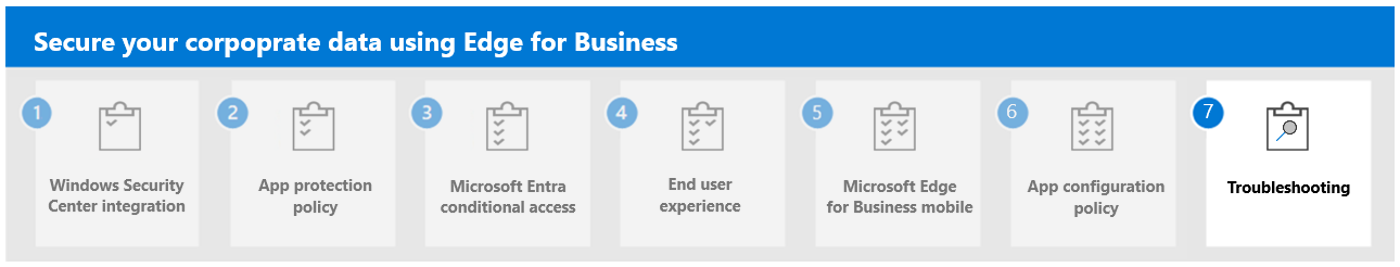 Secure your corpoprate data using Edge for Business
1
Windows Security
Center integration
2
App protection
policy
3
Microsoft Entra
conditional access
4
End user
experience
5
Microsoft Edge
for Business mobile
6
App configuration
policy
7
Troubleshooting